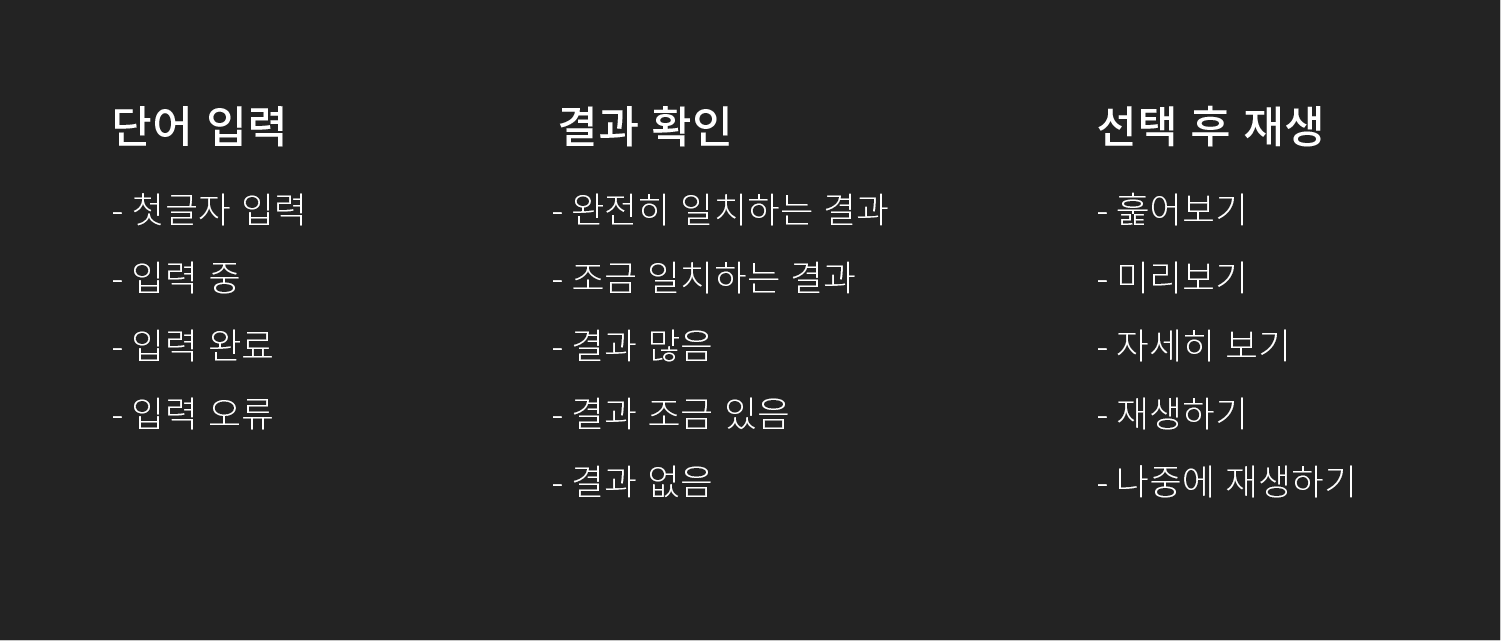 단어 입력
- 첫글자 입력
- 입력 중
- 입력 완료
- 입력 오류
결과 확인
- 완전히 일치하는 결과
- 조금 일치하는 결과
- 결과 많음
- 결과 조금 있음
- 결과 없음
선택 후 재생
- 훑어보기
- 미리보기
- 자세히 보기
- 재생하기
- 나중에 재생하기